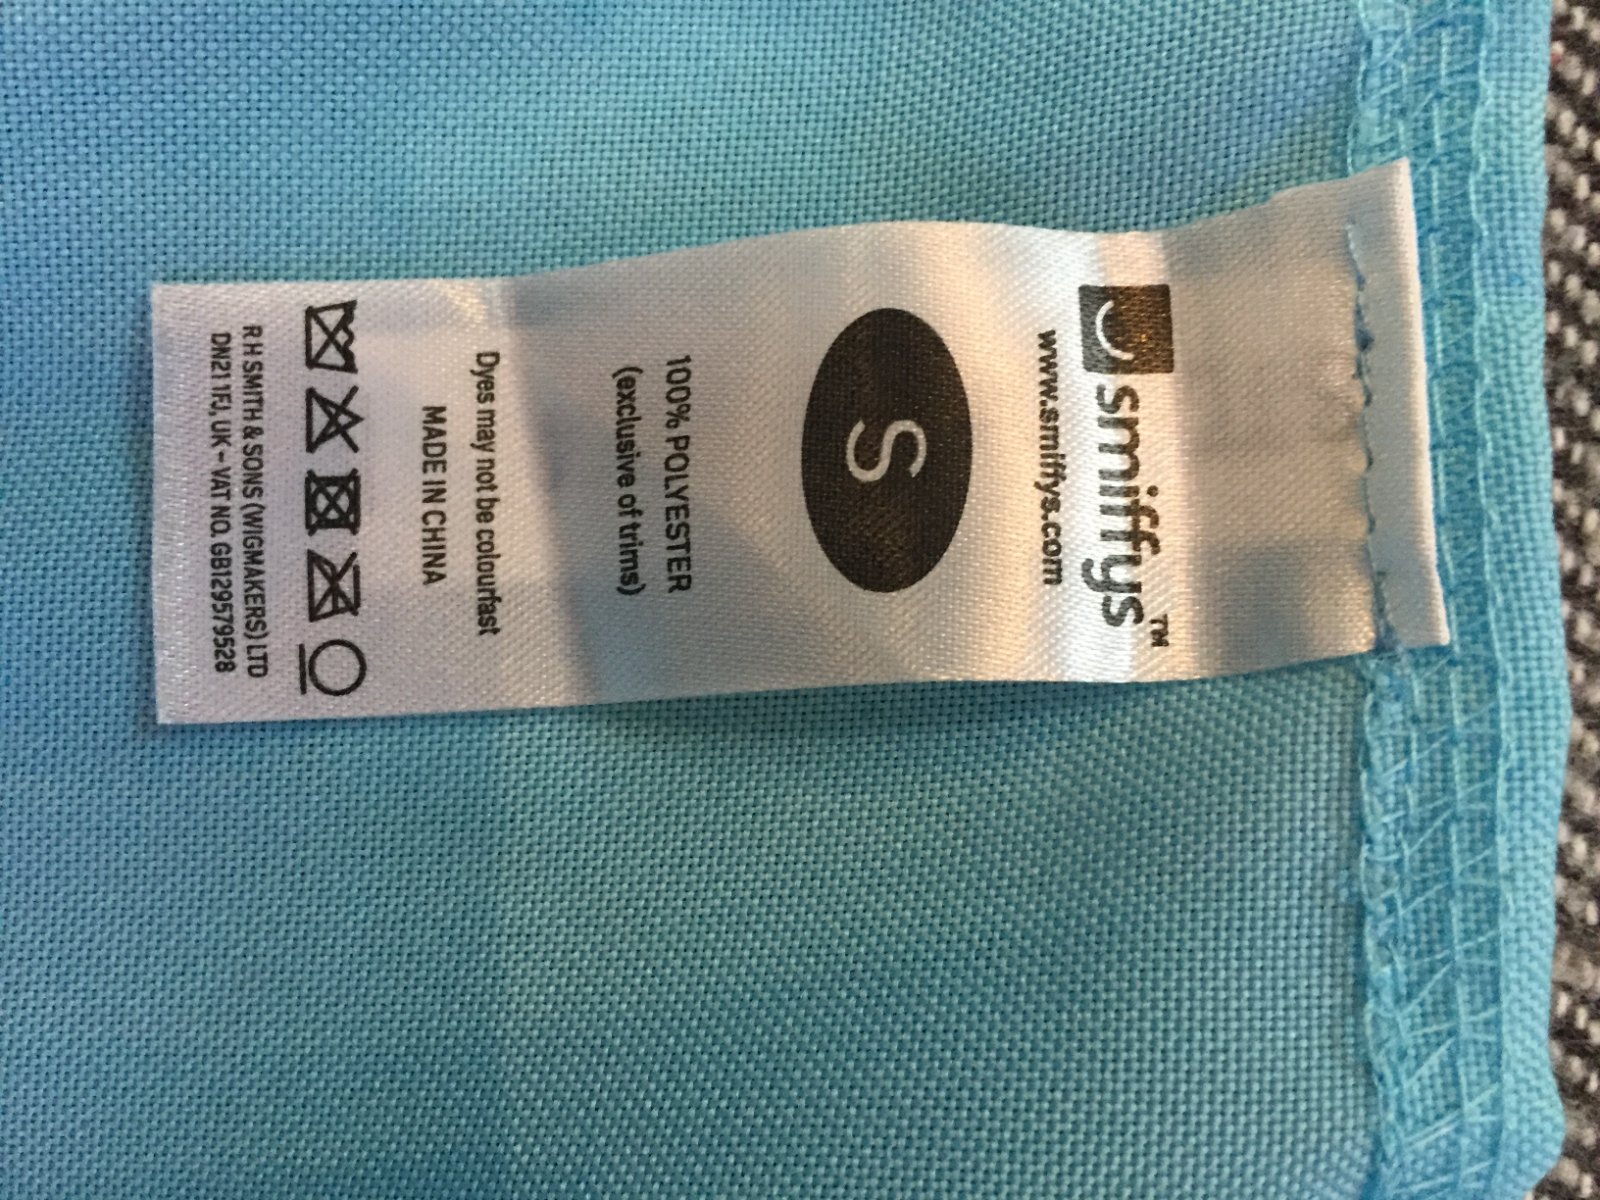 smiffys™
www.smiffys.com
S
100% POLYESTER
(exclusive of trims)
Dyes may not be colourfast
MADE IN CHINA
R H SMITH & SONS (WIGMAKERS) LTD
DN21 1FJ, UK - VAT NO. GB129579528